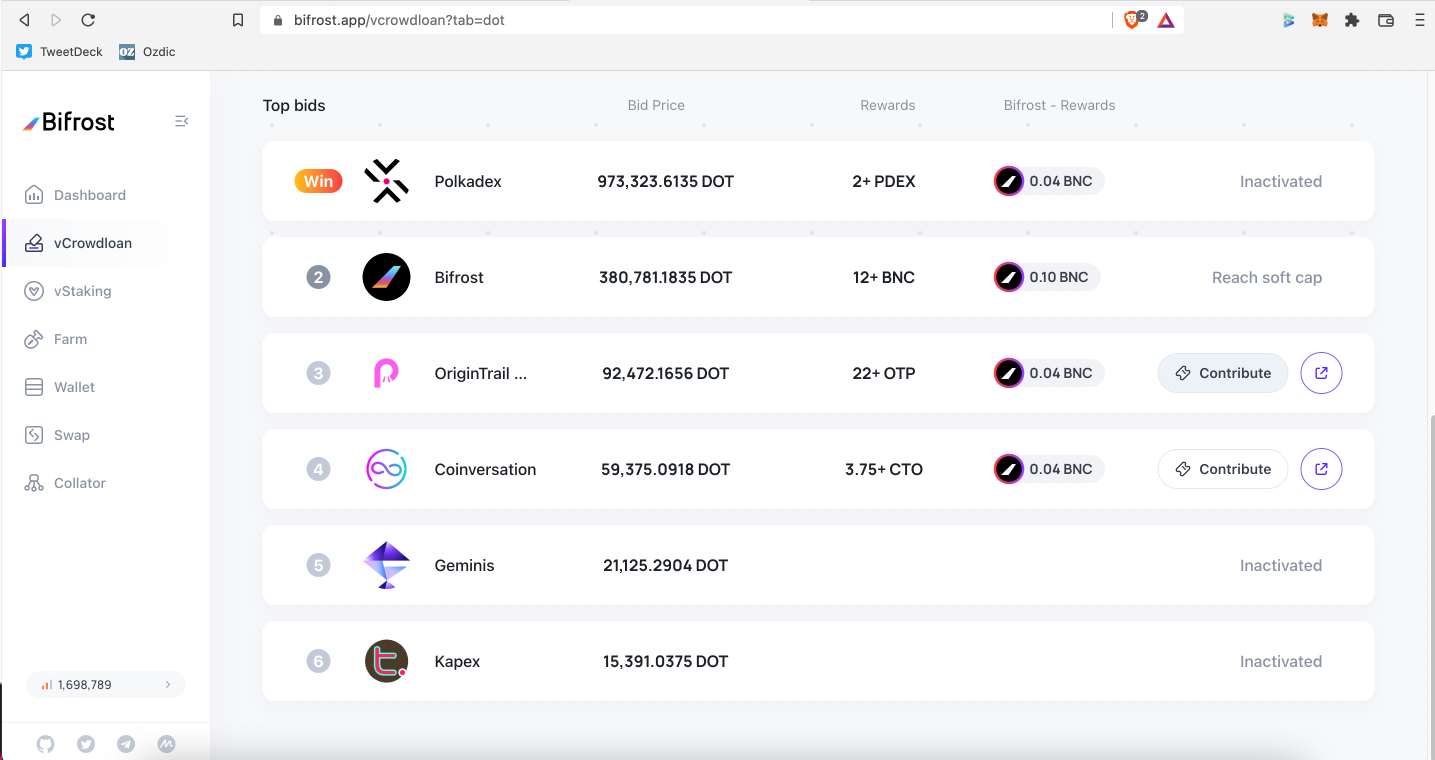 bifrost.app/vcrowdloan?tab=dot
2
TweetDeck
OZ Ozdic
Bifrost
Dashboard
vCrowdloan
vStaking
Farm
Wallet
Swap
Collator
1,698,789
Top bids Bid Price Rewards Bifrost - Rewards
Win Polkadex 973,323.6135 DOT 2+ PDEX 0.04 BNC Inactivated
2 Bifrost 380,781.1835 DOT 12+ BNC 0.10 BNC Reach soft cap
3 OriginTrail ... 92,472.1656 DOT 22+ OTP 0.04 BNC Contribute
4 Coinversation 59,375.0918 DOT 3.75+ CTO 0.04 BNC Contribute
5 Geminis 21,125.2904 DOT Inactivated
6 t. Kapex 15,391.0375 DOT Inactivated